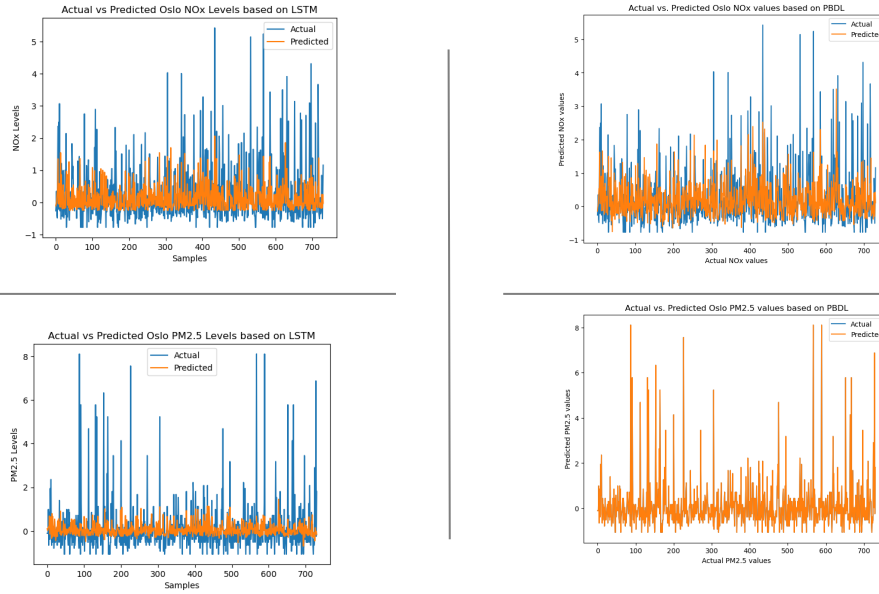 Actual vs Predicted Oslo NOx Levels based on LSTM
Actual
Predicted
NOx Levels
5
4
3
2
1
0
−1
0 100 200 300 400 500 600 700
Samples
Actual vs. Predicted Oslo NOx values based on PBDL
Actual
Predicte
Predicted NOx values
5
4
3
2
1
0
−1
0 100 200 300 400 500 600 700
Actual NOx values
Actual vs Predicted Oslo PM2.5 Levels based on LSTM
Actual
Predicted
PM2.5 Levels
8
6
4
2
0
0 100 200 300 400 500 600 700
Samples
Actual vs. Predicted Oslo PM2.5 values based on PBDL
Actual
Predicte
Predicted PM2.5 values
8
6
4
2
0
0 100 200 300 400 500 600 700
Actual PM2.5 values